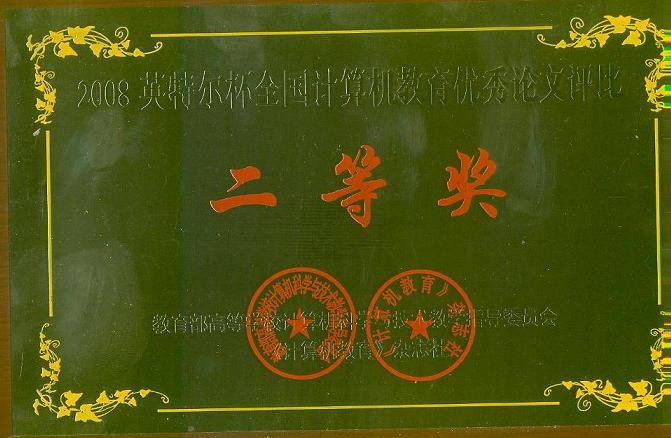 2008 英特尔杯全国计算机教育优秀论文评比
二等奖
教育部高等学校计算机科学与技术教学指导委员会
《计算机教育》杂志社
《计算机教育》杂志社